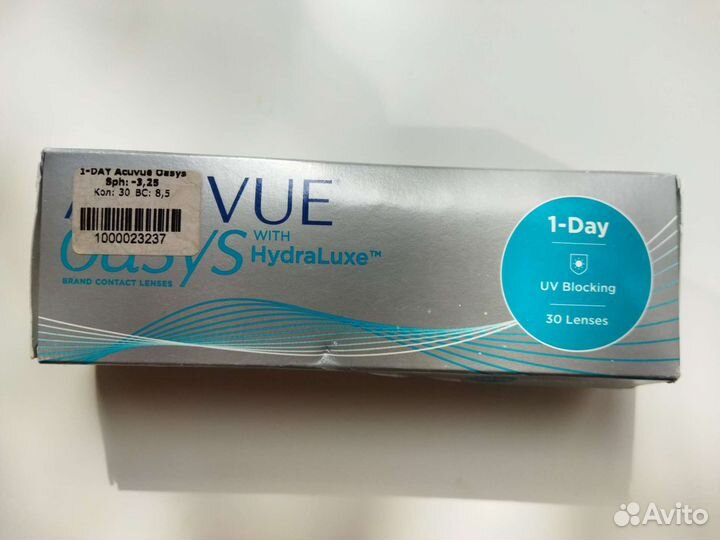 1-DAY Acuvue Oasys
Sph: -3,25
Кол: 30 BC: 8,5
1000023237
VUE
Oasys WITH HydraLuxe™
BRAND CONTACT LENSES
1-Day
UV Blocking
30 Lenses
Avito